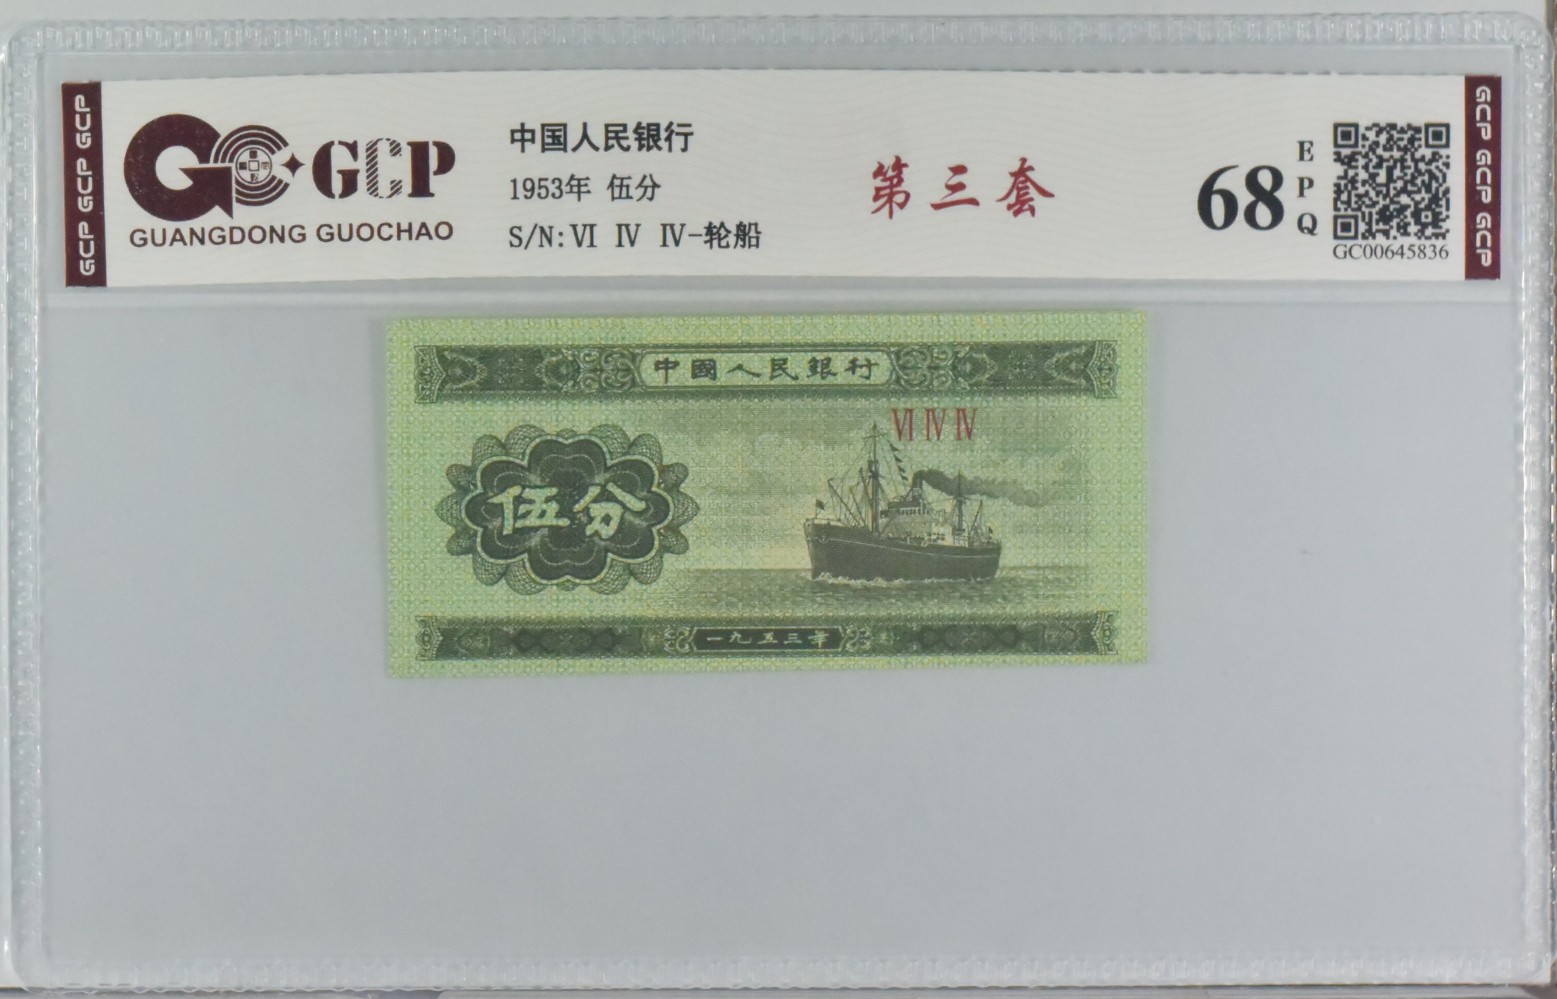 GCP GCP GCP
GCP
GUANGDONG GUOCHAO
中国人民银行
1953年 伍分
S/N:Ⅵ Ⅳ Ⅳ-轮船
第三套
68
EPQ
GC00645836
GCP GCP GCP
中國人民銀行
Ⅵ Ⅳ Ⅳ
伍分
一九五三年